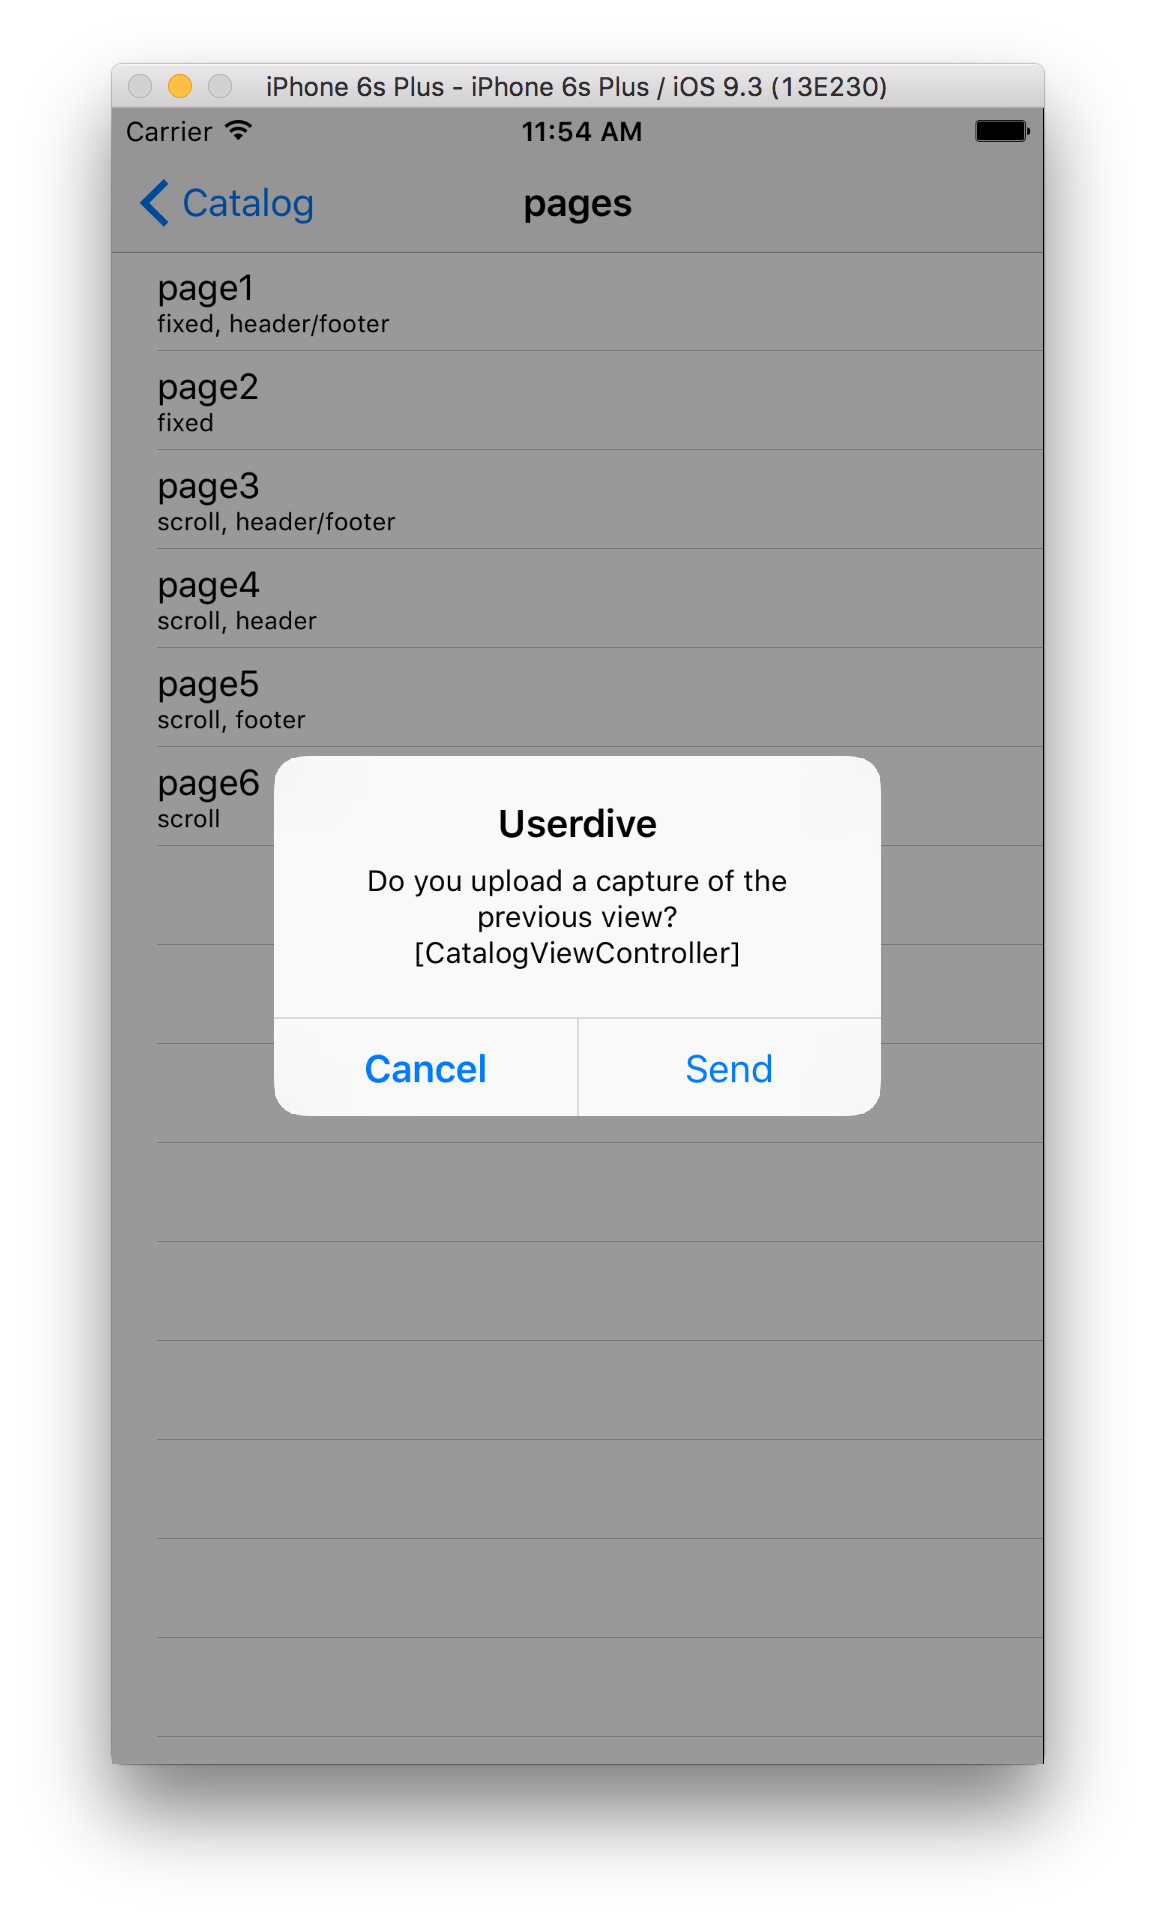 iPhone 6s Plus - iPhone 6s Plus / iOS 9.3 (13E230)
Carrier 11:54 AM
Catalog pages
page1
fixed, header/footer
page2
fixed
page3
scroll, header/footer
page4
scroll, header
page5
scroll, footer
page6
scroll
Userdive
Do you upload a capture of the
previous view?
[CatalogViewController]
Cancel Send